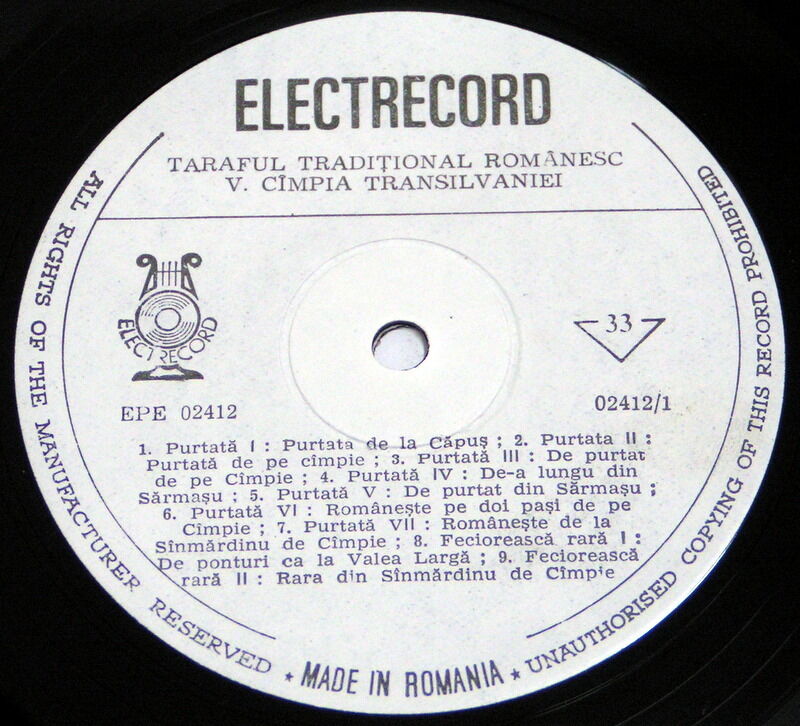 ELECTRECORD
TARAFUL TRADIȚIONAL ROMÂNESC
V. CÎMPIA TRANSILVANIEI
ELECTRECORD
33
EPE 02412
02412/1
1. Purtată I : Purtata de la Căpuș ; 2. Purtata II :
Purtată de pe cîmpie ; 3. Purtată III : De purtat
de pe Cîmpie ; 4. Purtată IV : De-a lungu din
Sărmașu ; 5. Purtată V : De purtat din Sărmașu ;
6. Purtată VI : Românește pe doi pași de pe
Cîmpie ; 7. Purtată VII : Românește de la
Sînmărdinu de Cîmpie ; 8. Feciorească rară I :
De ponturi ca la Valea Largă ; 9. Feciorească
rară II : Rara din Sînmărdinu de Cîmpie
ALL RIGHTS OF THE MANUFACTURER RESERVED ★ MADE IN ROMANIA ★ UNAUTHORISED COPYING OF THIS RECORD PROHIBITED